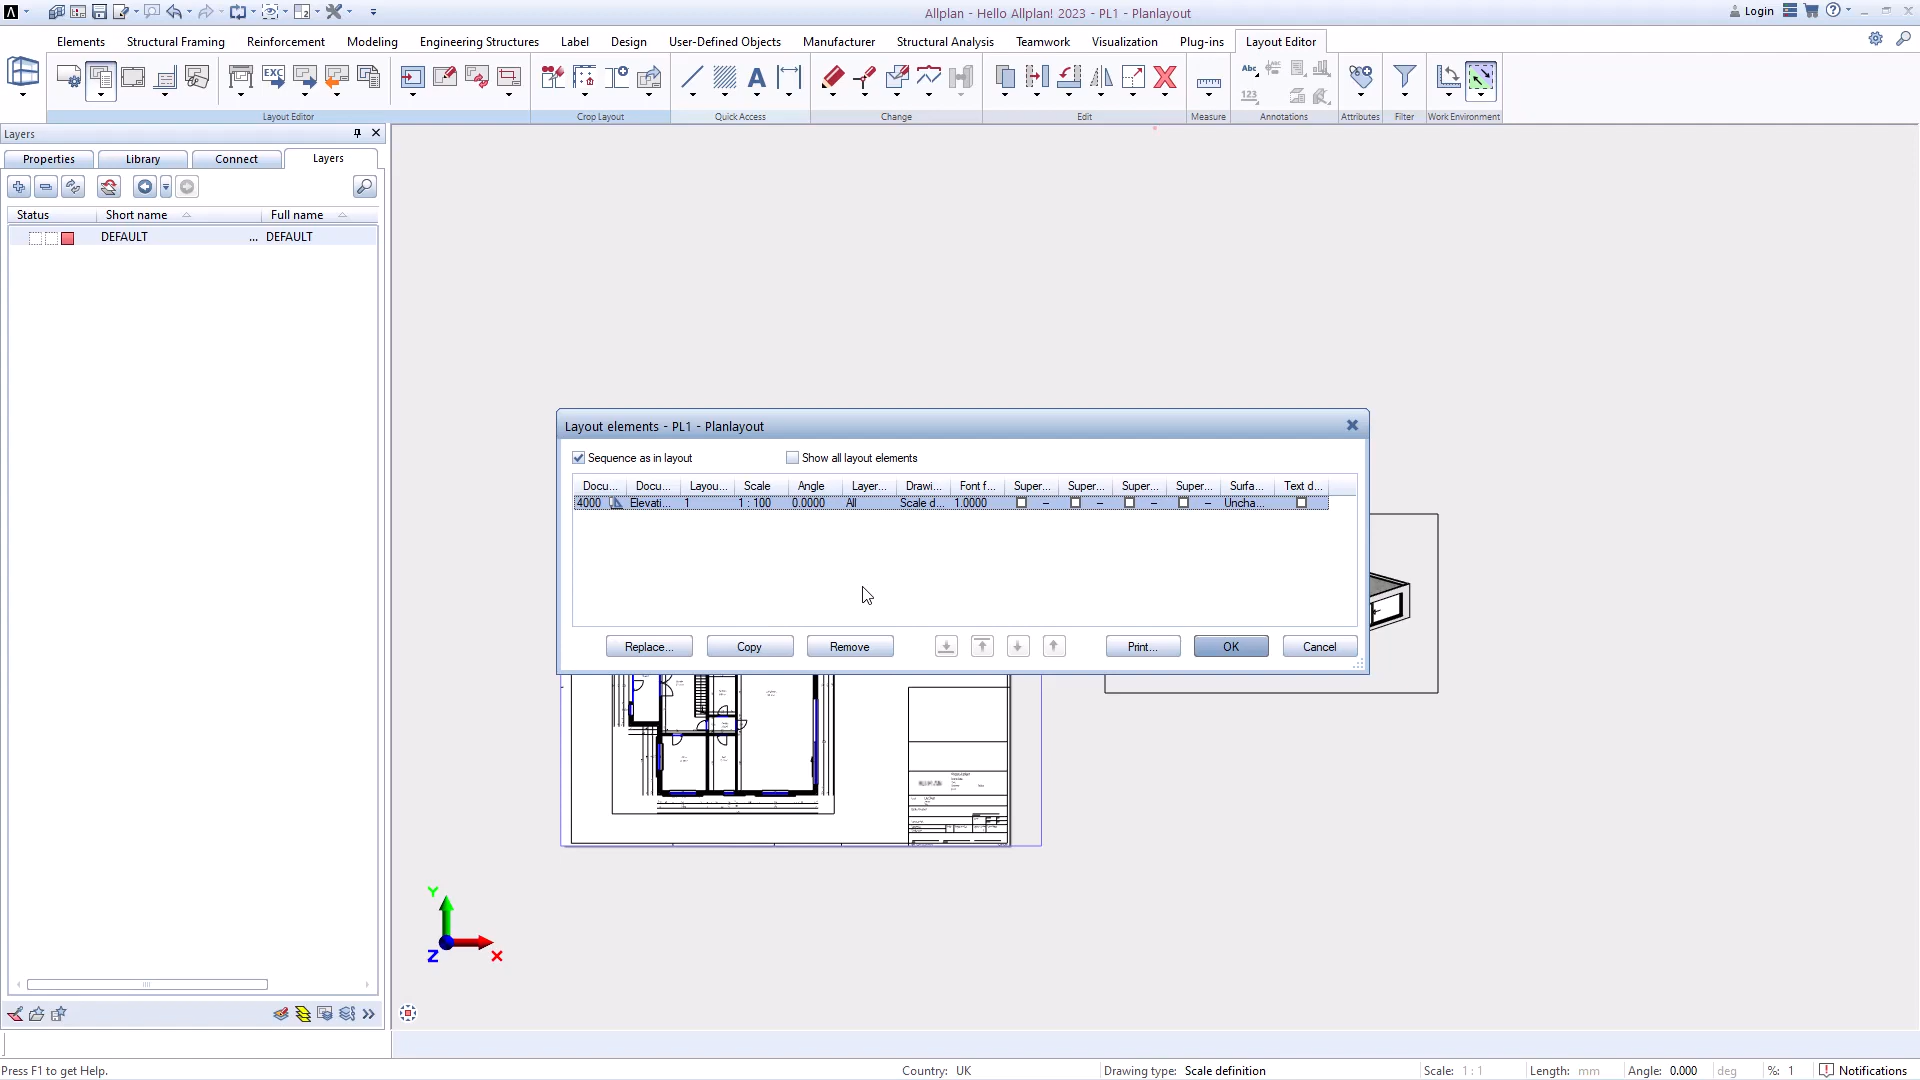 Allplan - Hello Allplan! 2023 - PL1 - Planlayout
Login
Elements
Structural Framing
Reinforcement
Modeling
Engineering Structures
Label
Design
User-Defined Objects
Manufacturer
Structural Analysis
Teamwork
Visualization
Plug-ins
Layout Editor
EXC
A
Abc
123
Layout Editor
Crop Layout
Quick Access
Change
Edit
Measure
Annotations
Attributes
Filter
Work Environment
Layers
Properties
Library
Connect
Layers
Status
Short name
Full name
DEFAULT
... DEFAULT
Layout elements - PL1 - Planlayout
Sequence as in layout
Show all layout elements
Docu... Docu... Layou... Scale Angle Layer... Drawi... Font f... Super... Super... Super... Super... Surfa... Text d...
4000 Elevati... 1 1 : 100 0.0000 All Scale d... 1.0000 – – – – Uncha...
Replace...
Copy
Remove
Print...
OK
Cancel
Y
Z
X
Press F1 to get Help.
Country: UK
Drawing type: Scale definition
Scale: 1 : 1
Length: mm
Angle: 0.000 deg
%: 1
Notifications